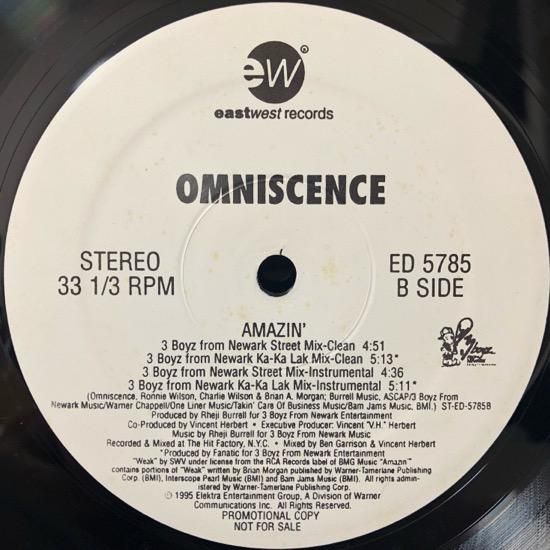 ew®
eastwest records
OMNISCENCE
STEREO
33 1/3 RPM
ED 5785
B SIDE
AMAZIN'
3 Boyz from Newark Street Mix-Clean 4:51
3 Boyz from Newark Ka-Ka Lak Mix-Clean 5:13*
3 Boyz from Newark Street Mix-Instrumental 4:36
3 Boyz from Newark Ka-Ka Lak Mix-Instrumental 5:11*
(Omniscence, Ronnie Wilson, Charlie Wilson & Brian A. Morgan; Burrell Music, ASCAP/3 Boyz From
Newark Music/Warner Chappell/One Liner Music/Takin' Care Of Business Music/Bam Jams Music, BMI.) ST-ED-5785B
Produced by Rheji Burrell for 3 Boyz From Newark Entertainment
Co-Produced by Vincent Herbert • Executive Producer: Vincent "V.H." Herbert
Music by Rheji Burrell for 3 Boyz From Newark Music
Recorded & Mixed at The Hit Factory, N.Y.C. • Mixed by Ben Garrison & Vincent Herbert
*Produced by Fanatic for 3 Boyz From Newark Entertainment
"Weak" by SWV under license from the RCA Records label of BMG Music "Amazin'"
contains portions of "Weak" written by Brian Morgan published by Warner-Tamerlane Publishing
Corp. (BMI), Interscope Pearl Music (BMI) and Bam Jams Music (BMI). All rights admin-
istered by Warner-Tamerlane Publishing Corp.
© 1995 Elektra Entertainment Group, A Division of Warner
Communications Inc. All Rights Reserved.
PROMOTIONAL COPY
NOT FOR SALE